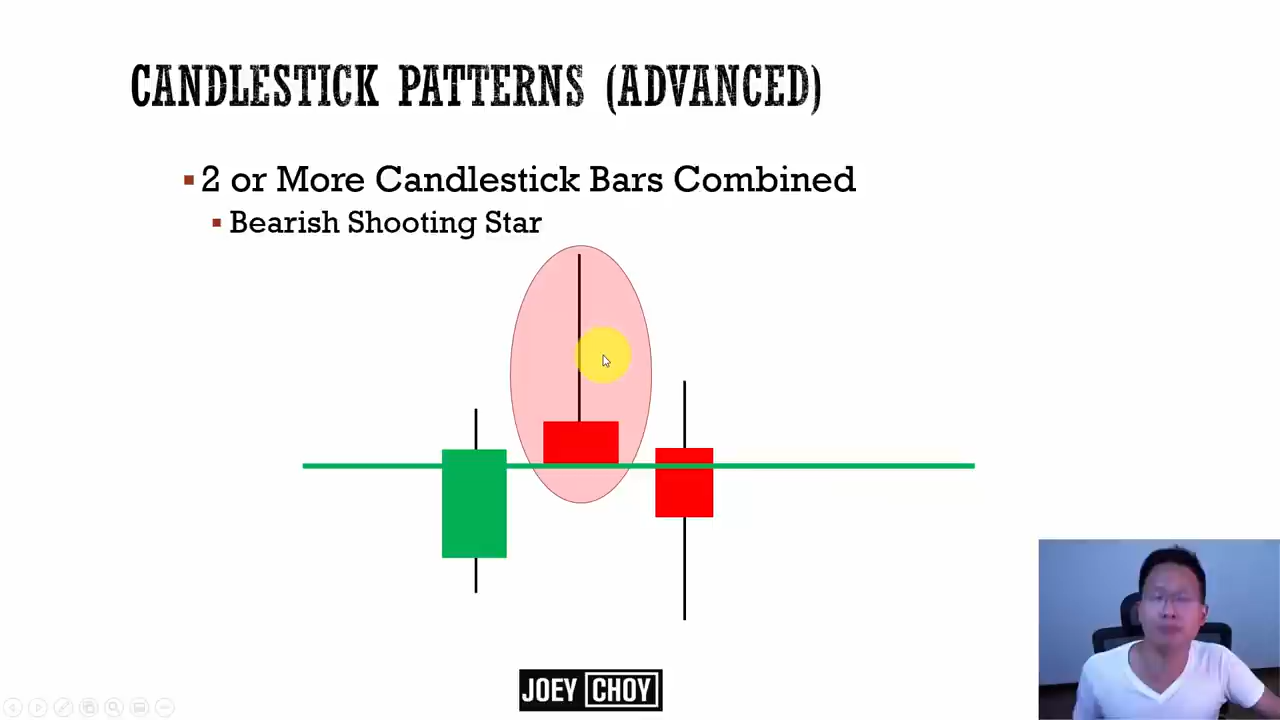 CANDLESTICK PATTERNS (ADVANCED)
2 or More Candlestick Bars Combined
Bearish Shooting Star
JOEY CHOY